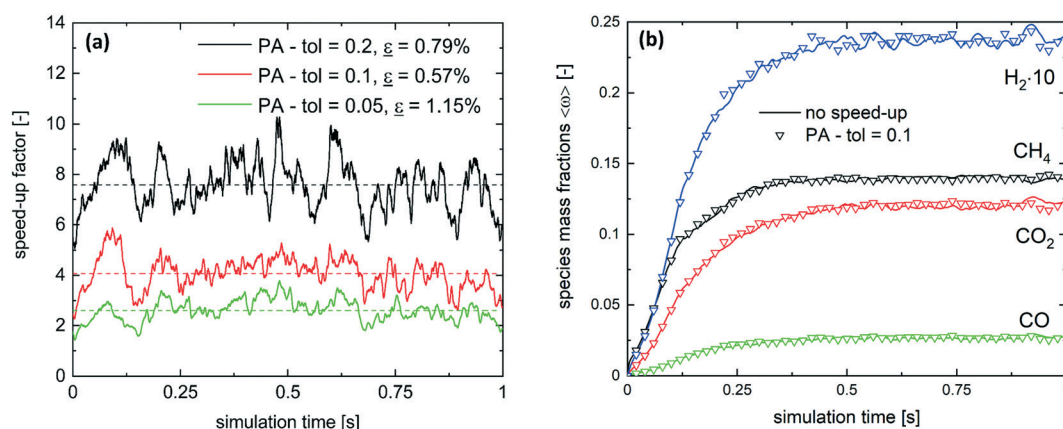 (a)
PA - tol = 0.2, ε = 0.79%
PA - tol = 0.1, ε = 0.57%
PA - tol = 0.05, ε = 1.15%
speed-up factor [-]
14
12
10
8
6
4
2
0
0
0.25
0.5
0.75
1
simulation time [s]
(b)
species mass fractions <ω> [-]
0.25
0.20
0.15
0.10
0.05
0
H₂·10
no speed-up
PA - tol = 0.1
CH₄
CO₂
CO
0
0.25
0.5
0.75
simulation time [s]